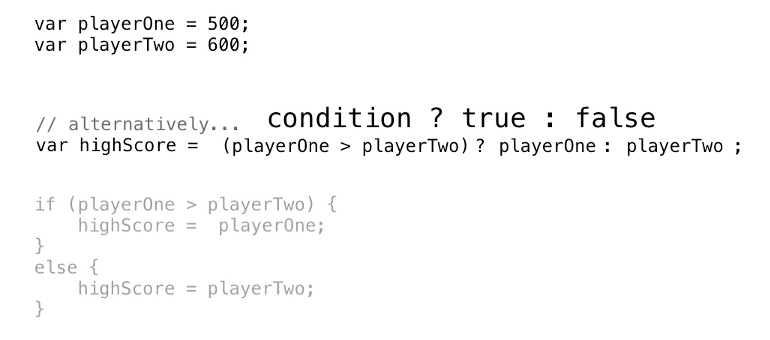 var playerOne = 500;
var playerTwo = 600;
condition ? true : false
// alternatively...
var highScore = (playerOne > playerTwo) ? playerOne : playerTwo ;
if (playerOne > playerTwo) {
    highScore = playerOne;
}
else {
    highScore = playerTwo;
}